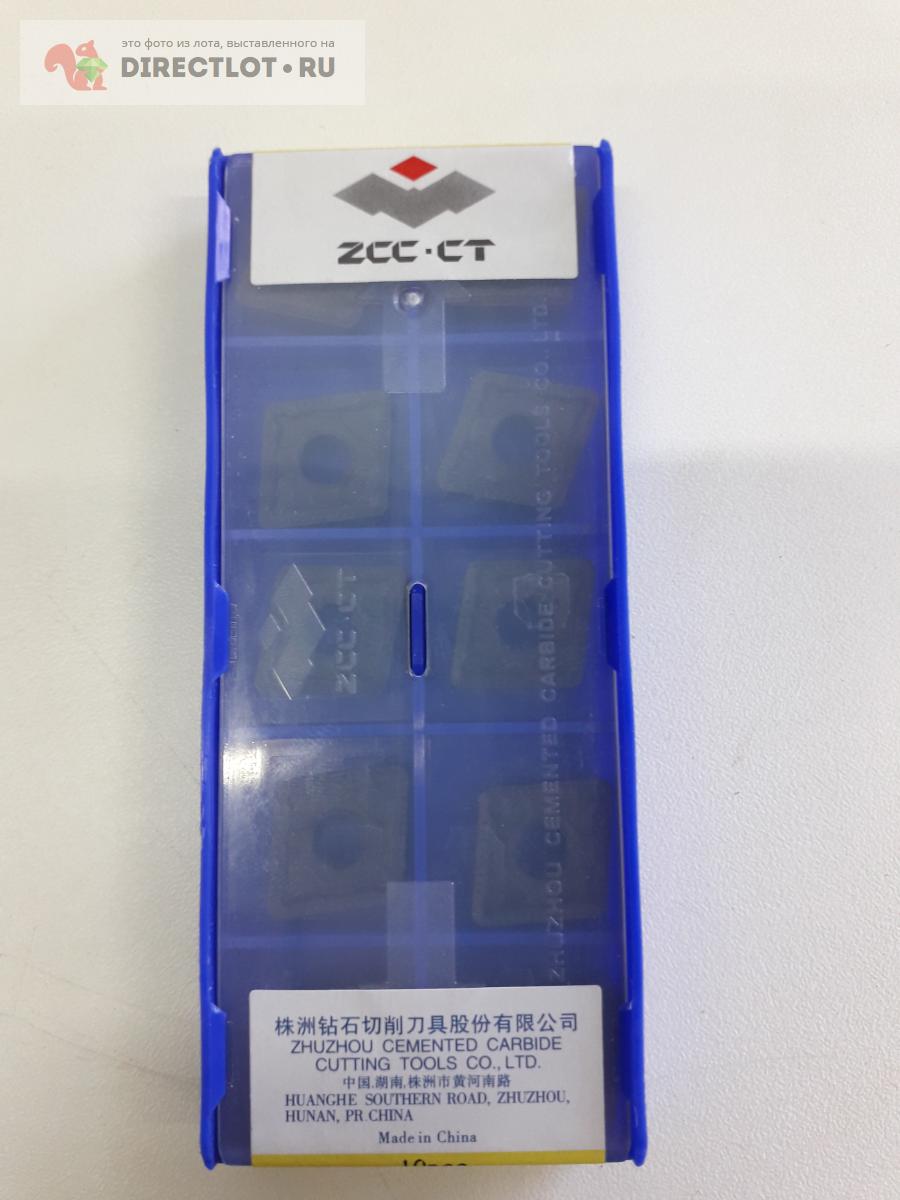 это фото из лота, выставленного на
DIRECTLOT•RU
ZCC·CT
ZCC·CT
ZHUZHOU CEMENTED CARBIDE CUTTING TOOLS CO., LTD.
株洲钻石切削刀具股份有限公司
ZHUZHOU CEMENTED CARBIDE
CUTTING TOOLS CO., LTD.
中国.湖南.株洲市黄河南路
HUANGHE SOUTHERN ROAD, ZHUZHOU,
HUNAN, PR CHINA
Made in China